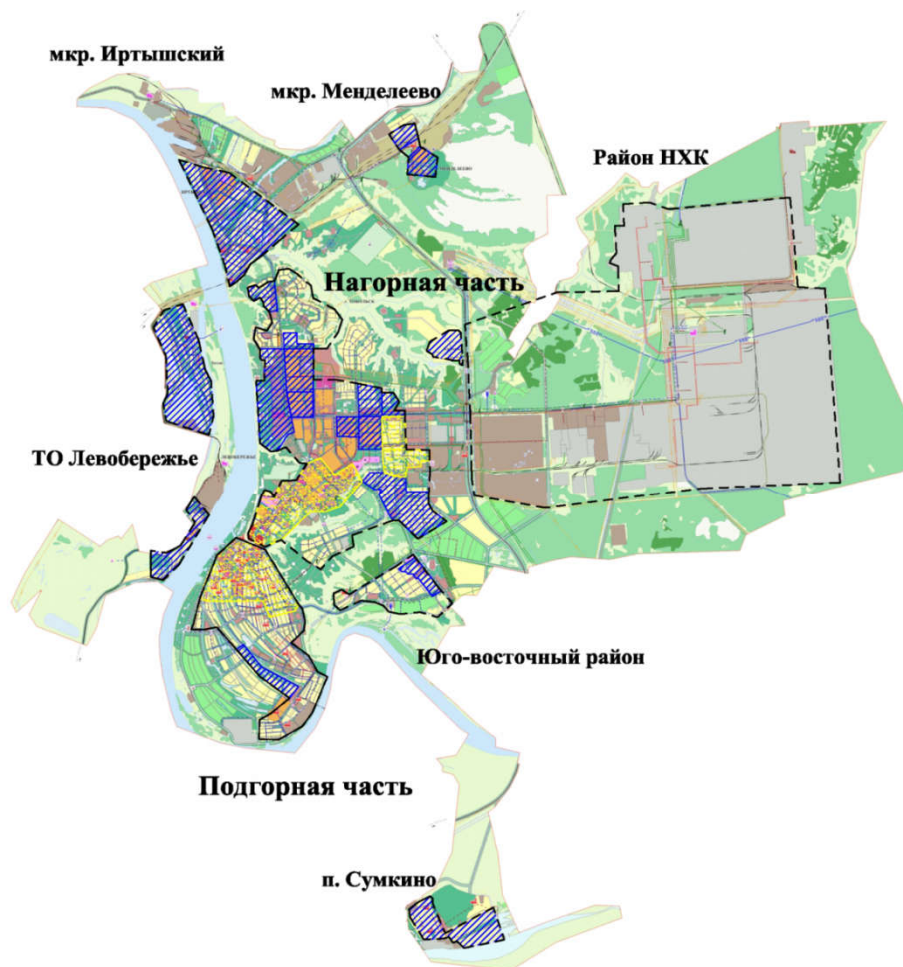 мкр. Иртышский
мкр. Менделеево
Район НХК
Нагорная часть
ТО Левобережье
Юго-восточный район
Подгорная часть
п. Сумкино